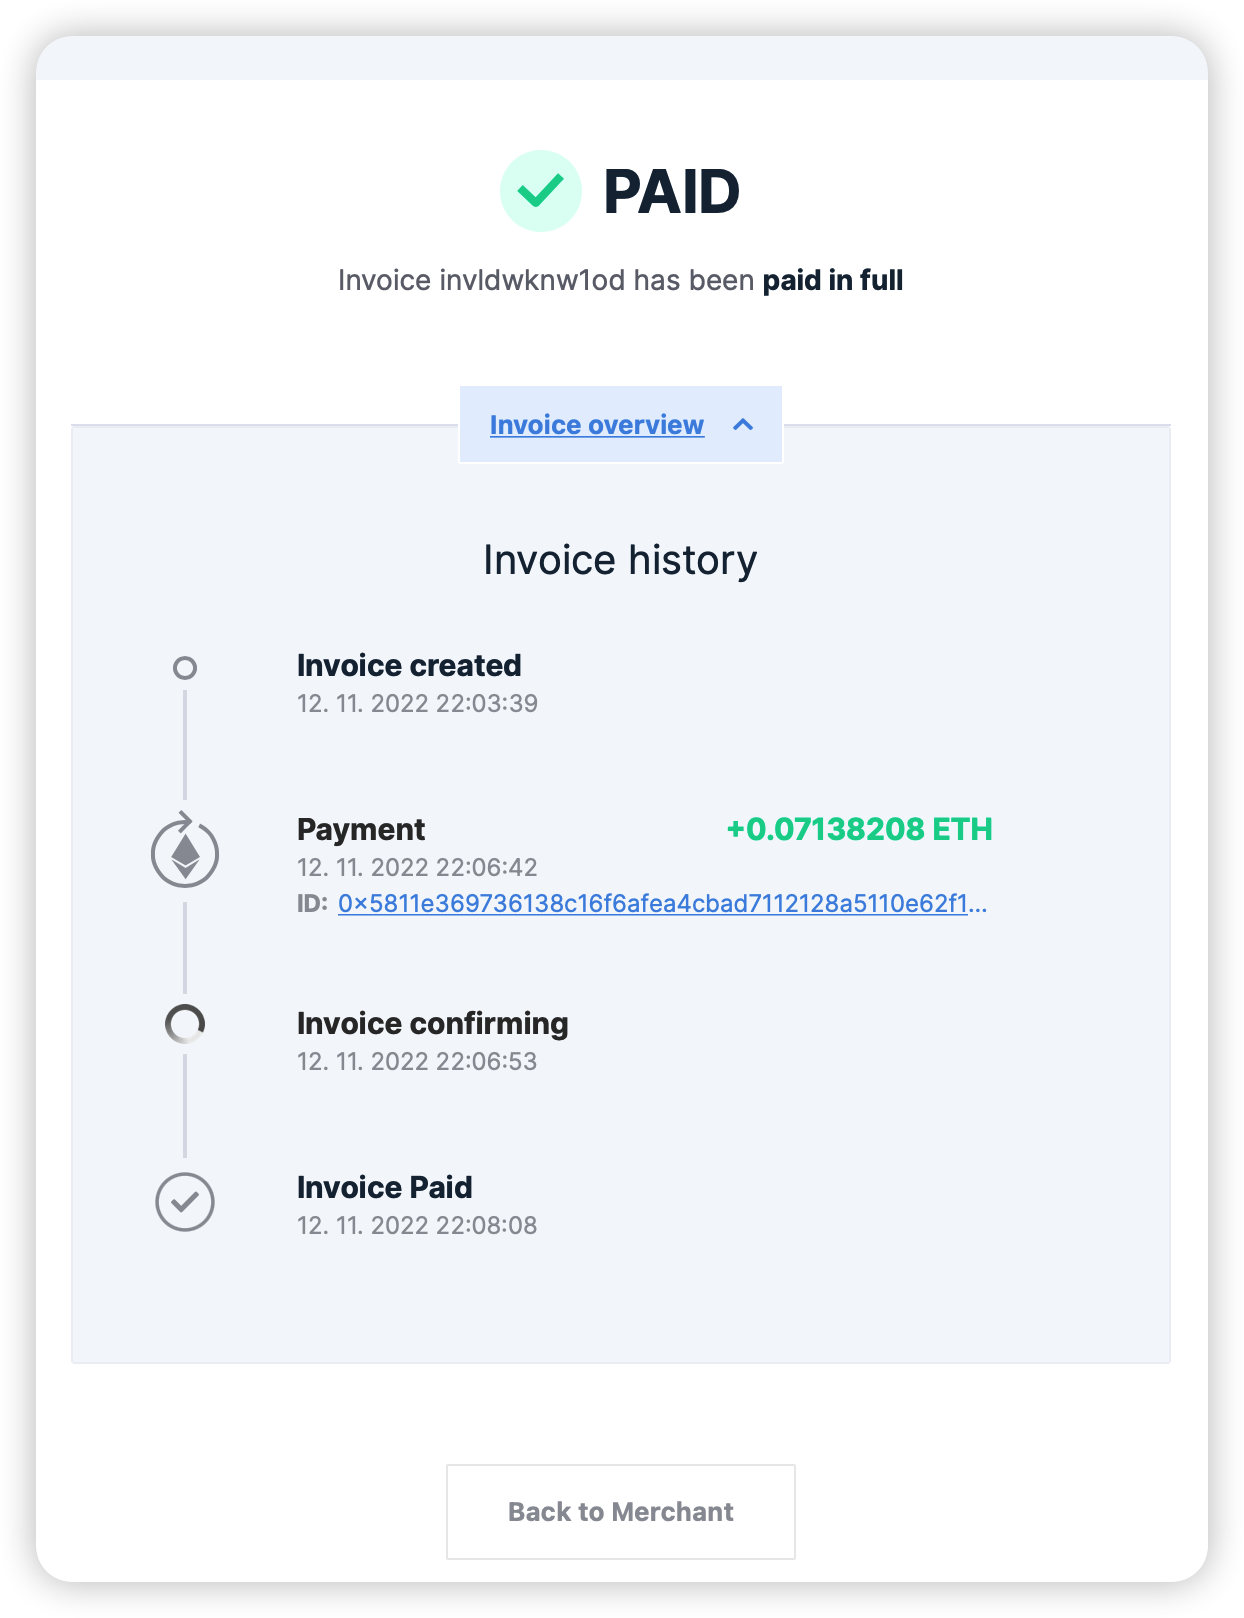 PAID
Invoice invldwknw1od has been paid in full
Invoice overview
Invoice history
Invoice created
12. 11. 2022 22:03:39
Payment +0.07138208 ETH
12. 11. 2022 22:06:42
ID: 0x5811e369736138c16f6afea4cbad7112128a5110e62f1...
Invoice confirming
12. 11. 2022 22:06:53
Invoice Paid
12. 11. 2022 22:08:08
Back to Merchant